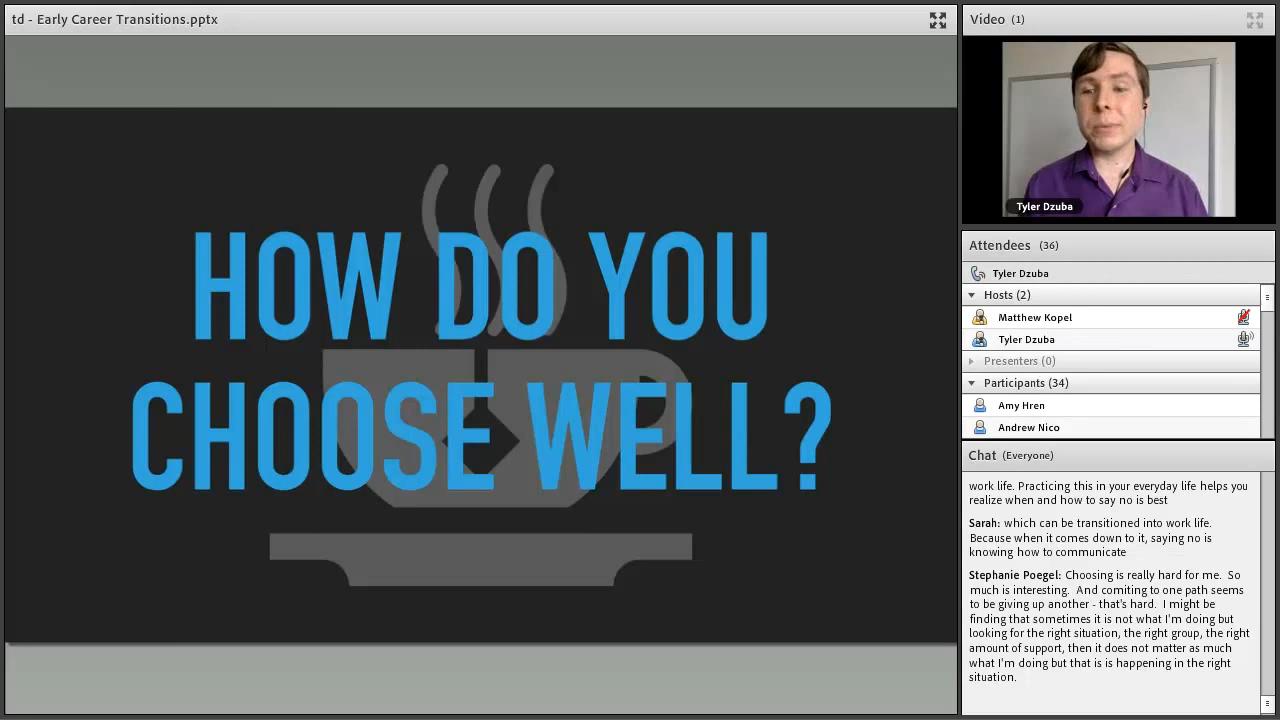 td - Early Career Transitions.pptx
HOW DO YOU
CHOOSE WELL?
Video (1)
Tyler Dzuba
Attendees (36)
Tyler Dzuba
Hosts (2)
Matthew Kopel
Tyler Dzuba
Presenters (0)
Participants (34)
Amy Hren
Andrew Nico
Chat (Everyone)
work life. Practicing this in your everyday life helps you
realize when and how to say no is best
Sarah: which can be transitioned into work life.
Because when it comes down to it, saying no is
knowing how to communicate
Stephanie Poegel: Choosing is really hard for me. So
much is interesting. And comiting to one path seems
to be giving up another - that's hard. I might be
finding that sometimes it is not what I'm doing but
looking for the right situation, the right group, the right
amount of support, then it does not matter as much
what I'm doing but that is is happening in the right
situation.